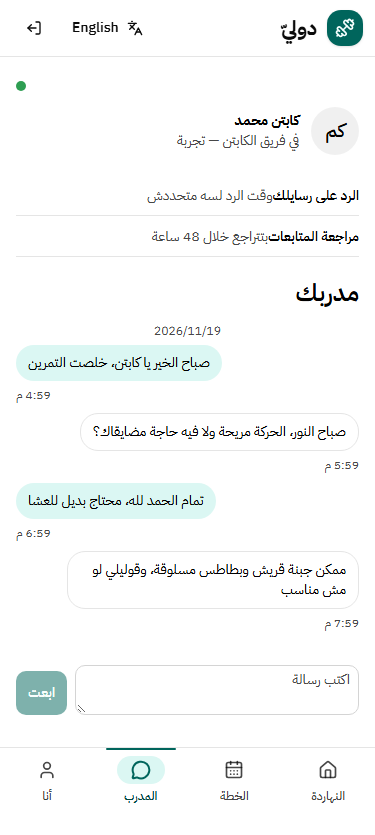 دوليّ
English
كابتن محمد
كم
في فريق الكابتن — تجربة
الرد على رسايلك وقت الرد لسه متحددش
مراجعة المتابعات بتتراجع خلال 48 ساعة
مدربك
2026/11/19
صباح الخير يا كابتن، خلصت التمرين
4:59 م
صباح النور، الحركة مريحة ولا فيه حاجة مضايقاك؟
5:59 م
تمام الحمد لله، محتاج بديل للعشا
6:59 م
ممكن جبنة قريش وبطاطس مسلوقة، وقوليلي لو
مش مناسب
7:59 م
اكتب رسالة
ابعت
النهاردة
الخطة
المدرب
أنا